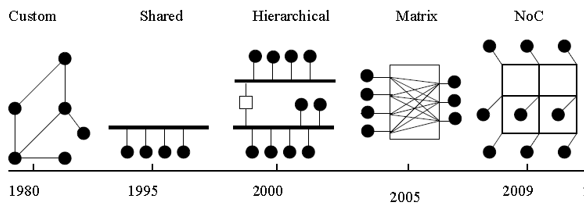 Custom Shared Hierarchical Matrix NoC
1980 1995 2000 2005 2009